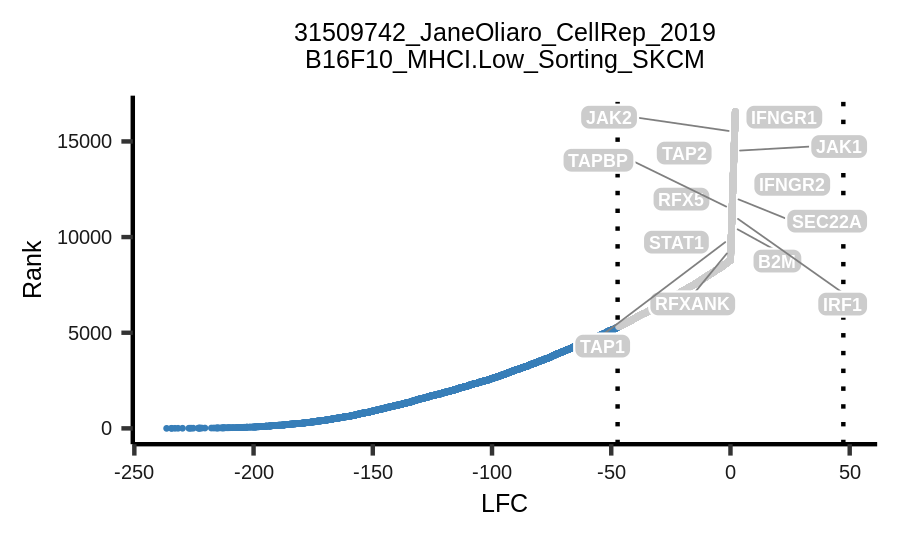 31509742_JaneOliaro_CellRep_2019
B16F10_MHCI.Low_Sorting_SKCM
JAK2
IFNGR1
15000
JAK1
TAP2
TAPBP
IFNGR2
RFX5
SEC22A
10000
STAT1
B2M
Rank
RFXANK
IRF1
5000
TAP1
0
-250
-200
-150
-100
-50
0
50
LFC